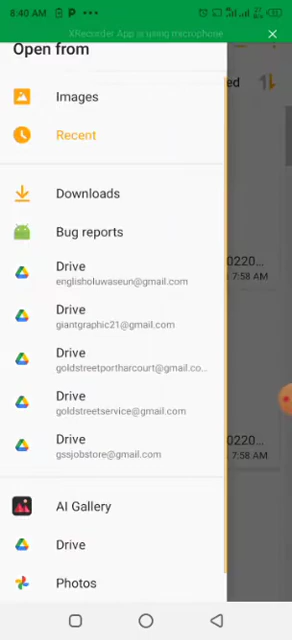 8:40 AM
XRecorder App is using microphone
Open from
ed
Images
Recent
Downloads
Bug reports
Drive
englisholuwaseun@gmail.com
0220...
7:58 AM
Drive
giantgraphic21@gmail.com
Drive
goldstreetportharcourt@gmail.co...
Drive
goldstreetservice@gmail.com
Drive
gssjobstore@gmail.com
0220...
7:58 AM
AI Gallery
Drive
Photos